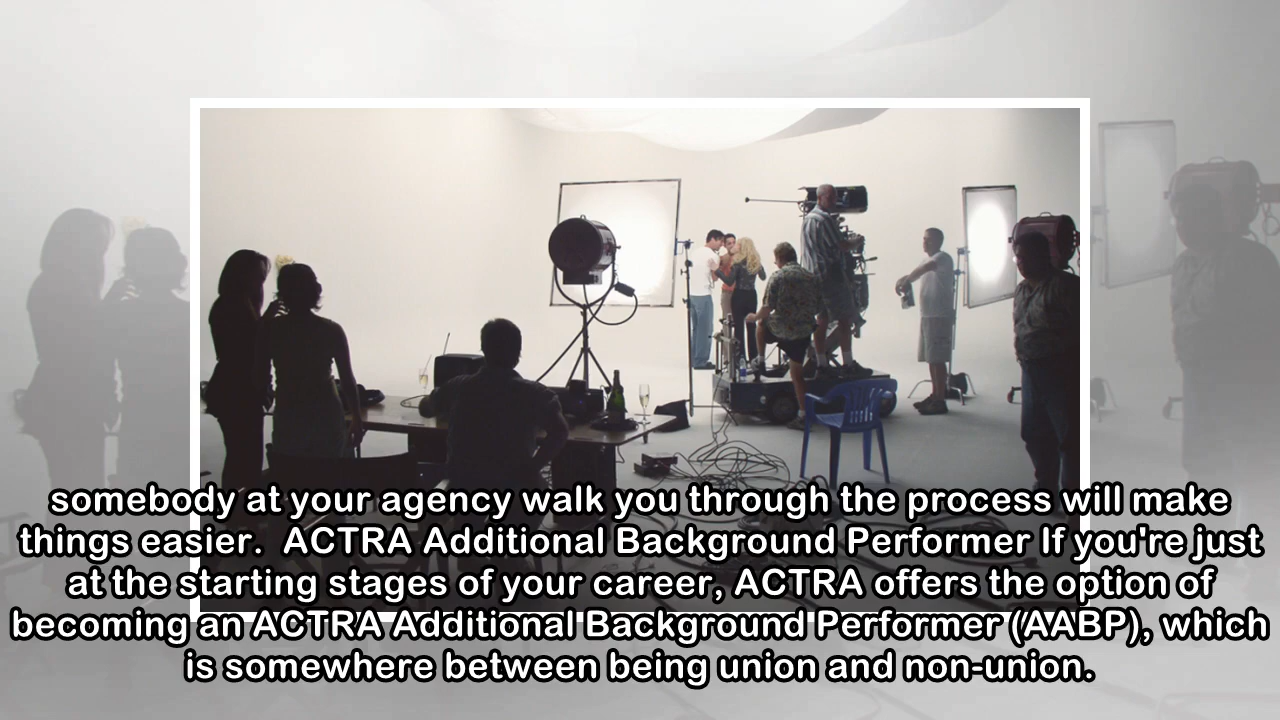 somebody at your agency walk you through the process will make
things easier.  ACTRA Additional Background Performer If you're just
at the starting stages of your career, ACTRA offers the option of
becoming an ACTRA Additional Background Performer (AABP), which
is somewhere between being union and non-union.